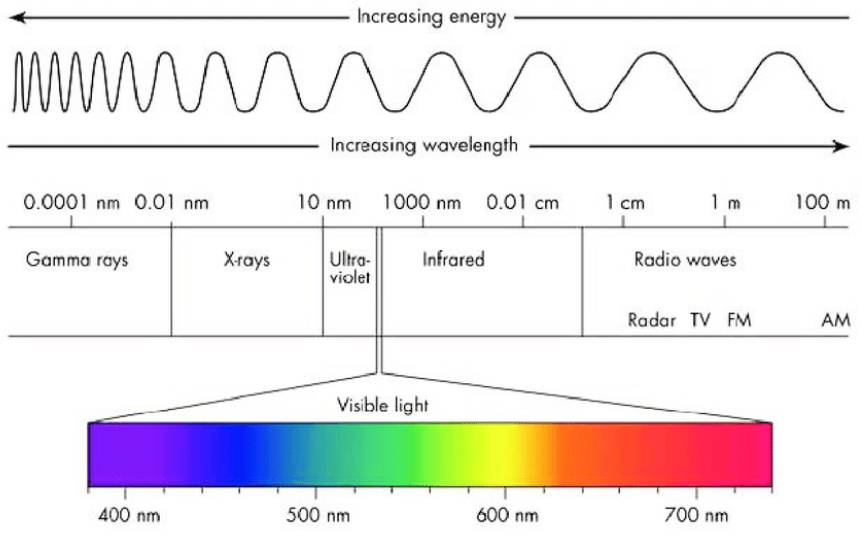 Increasing energy
Increasing wavelength
0.0001 nm 0.01 nm 10 nm 1000 nm 0.01 cm 1 cm 1 m 100 m
Gamma rays X-rays Ultra- Infrared Radio waves
violet
Radar TV FM AM
Visible light
400 nm 500 nm 600 nm 700 nm